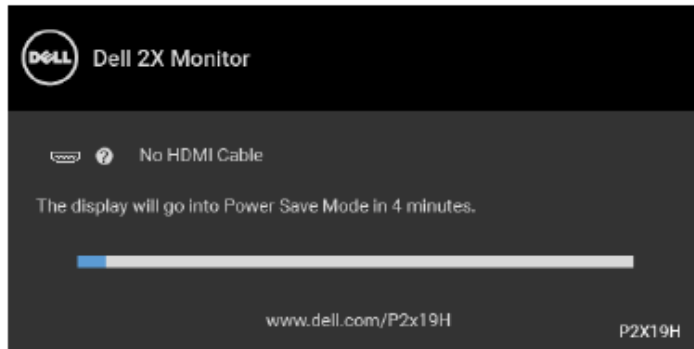 DELL
Dell 2X Monitor
No HDMI Cable
The display will go into Power Save Mode in 4 minutes.
www.dell.com/P2x19H
P2X19H